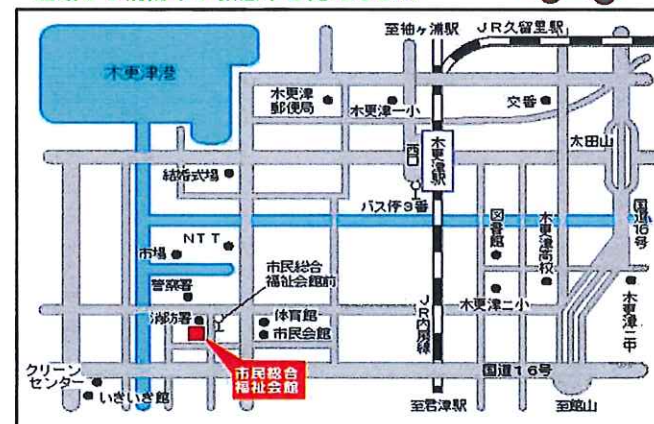 至袖ヶ浦駅
JR久留里駅
木更津港
木更津
郵便局
木更津一小
交番
太田山
西口
木更津駅
結婚式場
バス停3番
国道16号
図書館
木更津高校
NTT
市場
市民総合
福祉会館前
警察署
消防署
体育館
市民会館
木更津二小
木更津二中
JR内房線
市民総合
福祉会館
国道16号
クリーン
センター
いきいき館
至君津駅
至館山